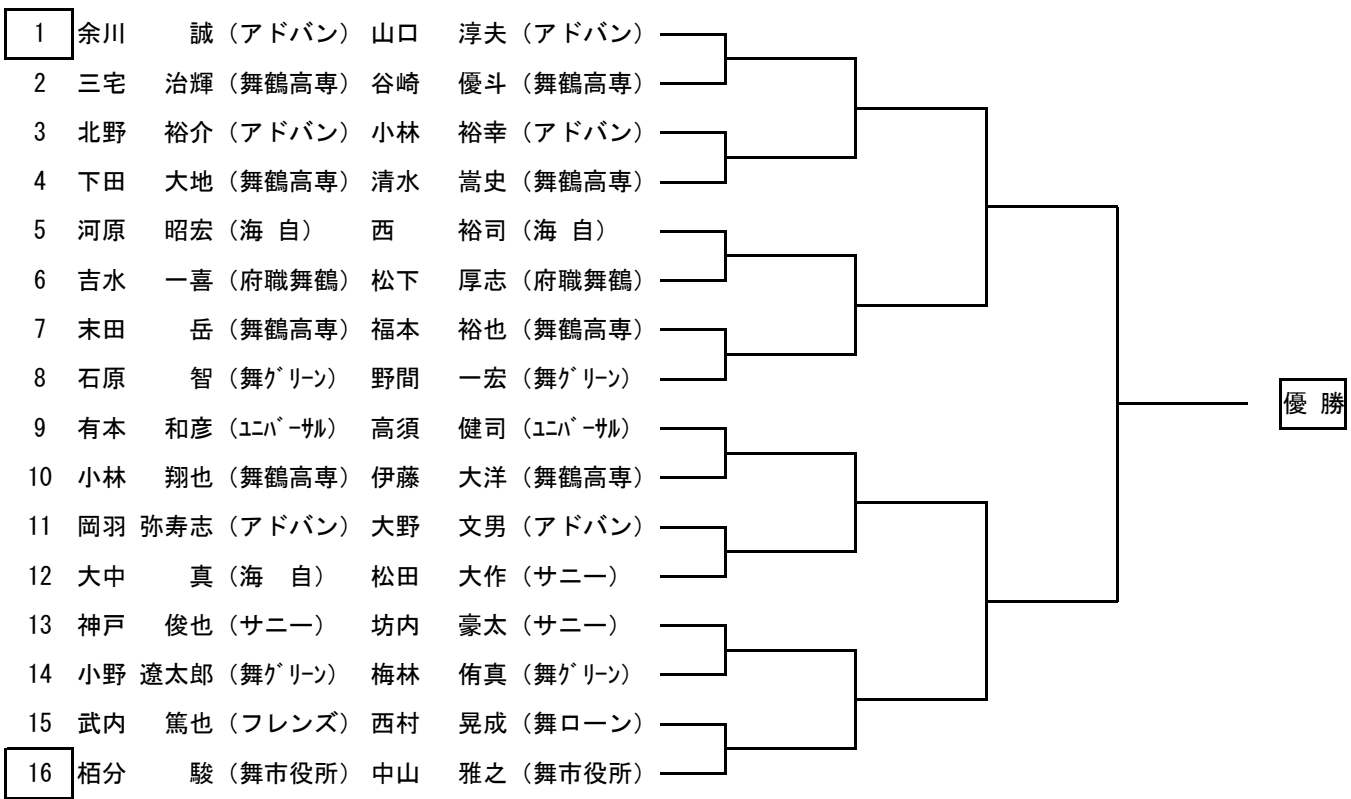 1 余川 誠 (アドバン) 山口 淳夫 (アドバン)
2 三宅 治輝 (舞鶴高専) 谷崎 優斗 (舞鶴高専)
3 北野 裕介 (アドバン) 小林 裕幸 (アドバン)
4 下田 大地 (舞鶴高専) 清水 嵩史 (舞鶴高専)
5 河原 昭宏 (海 自) 西 裕司 (海 自)
6 吉水 一喜 (府職舞鶴) 松下 厚志 (府職舞鶴)
7 末田 岳 (舞鶴高専) 福本 裕也 (舞鶴高専)
8 石原 智 (舞ｸﾞﾘｰﾝ) 野間 一宏 (舞ｸﾞﾘｰﾝ)
9 有本 和彦 (ﾕﾆﾊﾞｰｻﾙ) 高須 健司 (ﾕﾆﾊﾞｰｻﾙ)
10 小林 翔也 (舞鶴高専) 伊藤 大洋 (舞鶴高専)
11 岡羽 弥寿志 (アドバン) 大野 文男 (アドバン)
12 大中 真 (海 自) 松田 大作 (サニー)
優 勝
13 神戸 俊也 (サニー) 坊内 豪太 (サニー)
14 小野 遼太郎 (舞ｸﾞﾘｰﾝ) 梅林 侑真 (舞ｸﾞﾘｰﾝ)
15 武内 篤也 (フレンズ) 西村 晃成 (舞ローン)
16 栢分 駿 (舞市役所) 中山 雅之 (舞市役所)